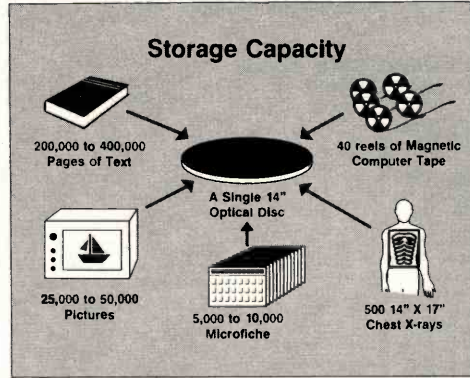 Storage Capacity
200,000 to 400,000
Pages of Text
40 reels of Magnetic
Computer Tape
A Single 14"
Optical Disc
25,000 to 50,000
Pictures
5,000 to 10,000
Microfiche
500 14" X 17"
Chest X-rays